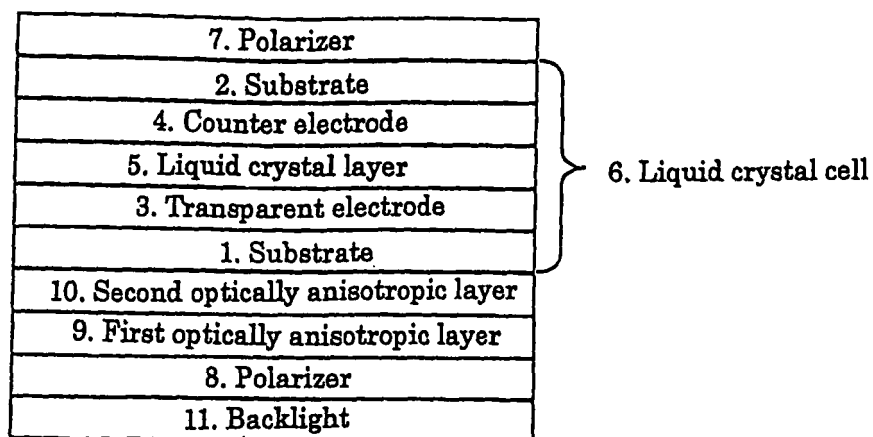 7. Polarizer
2. Substrate
4. Counter electrode
5. Liquid crystal layer
6. Liquid crystal cell
3. Transparent electrode
1. Substrate
10. Second optically anisotropic layer
9. First optically anisotropic layer
8. Polarizer
11. Backlight